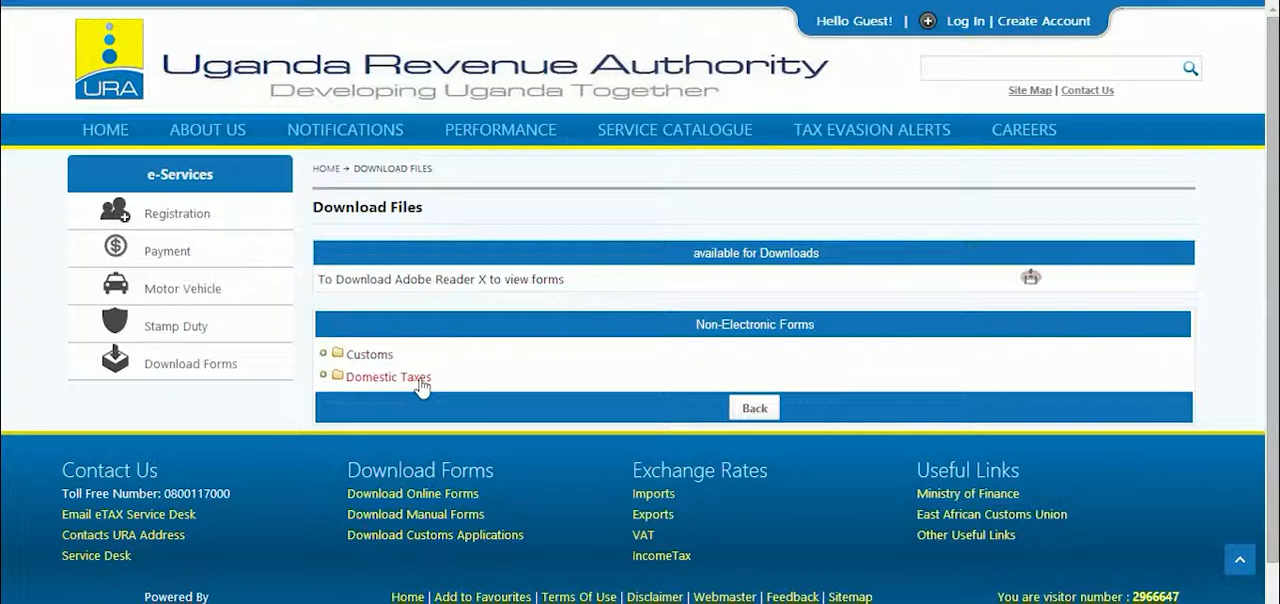 Hello Guest! | Log In | Create Account
URA
Uganda Revenue Authority
Developing Uganda Together
Site Map | Contact Us
HOME ABOUT US NOTIFICATIONS PERFORMANCE SERVICE CATALOGUE TAX EVASION ALERTS CAREERS
e-Services
Registration
Payment
Motor Vehicle
Stamp Duty
Download Forms
HOME → DOWNLOAD FILES
Download Files
available for Downloads
To Download Adobe Reader X to view forms
Non-Electronic Forms
Customs
Domestic Taxes
Back
Contact Us
Toll Free Number: 0800117000
Email eTAX Service Desk
Contacts URA Address
Service Desk
Download Forms
Download Online Forms
Download Manual Forms
Download Customs Applications
Exchange Rates
Imports
Exports
VAT
IncomeTax
Useful Links
Ministry of Finance
East African Customs Union
Other Useful Links
Powered By
Home | Add to Favourites | Terms Of Use | Disclaimer | Webmaster | Feedback | Sitemap
You are visitor number : 2966647